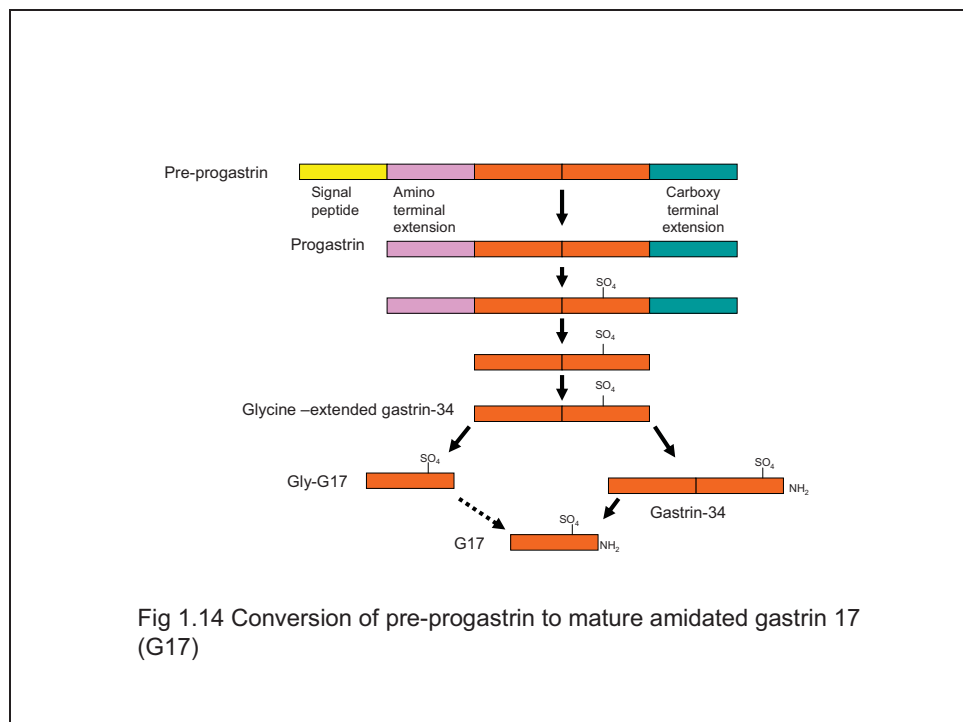 Pre-progastrin
Signal
peptide
Amino
terminal
extension
Carboxy
terminal
extension
Progastrin
SO4
SO4
SO4
Glycine –extended gastrin-34
SO4
Gly-G17
SO4
NH2
Gastrin-34
SO4
G17
NH2
Fig 1.14 Conversion of pre-progastrin to mature amidated gastrin 17
(G17)